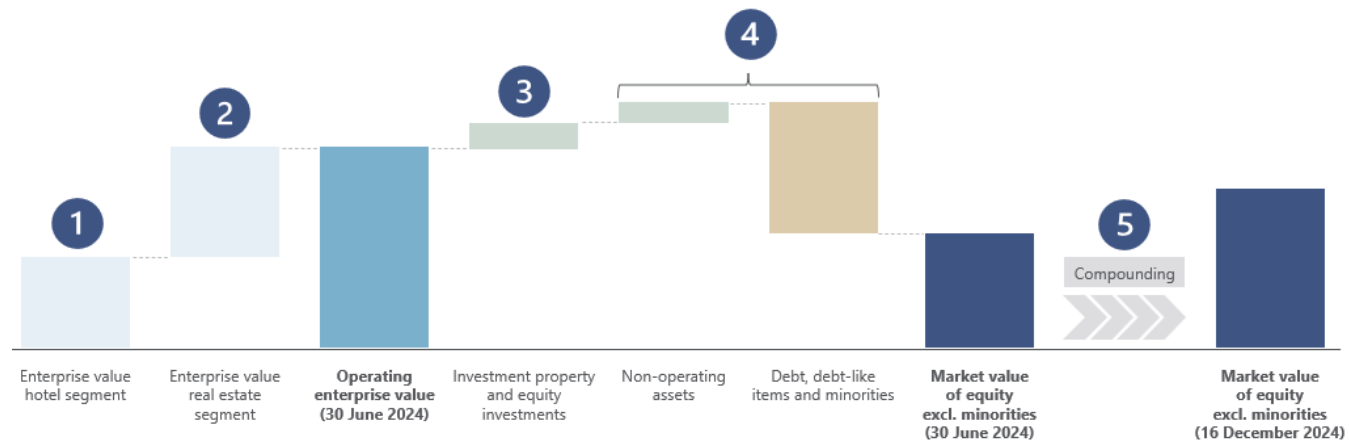 4
3
2
1
5
Compounding
Enterprise value
hotel segment
Enterprise value
real estate
segment
Operating
enterprise value
(30 June 2024)
Investment property
and equity
investments
Non-operating
assets
Debt, debt-like
items and minorities
Market value
of equity
excl. minorities
(30 June 2024)
Market value
of equity
excl. minorities
(16 December 2024)